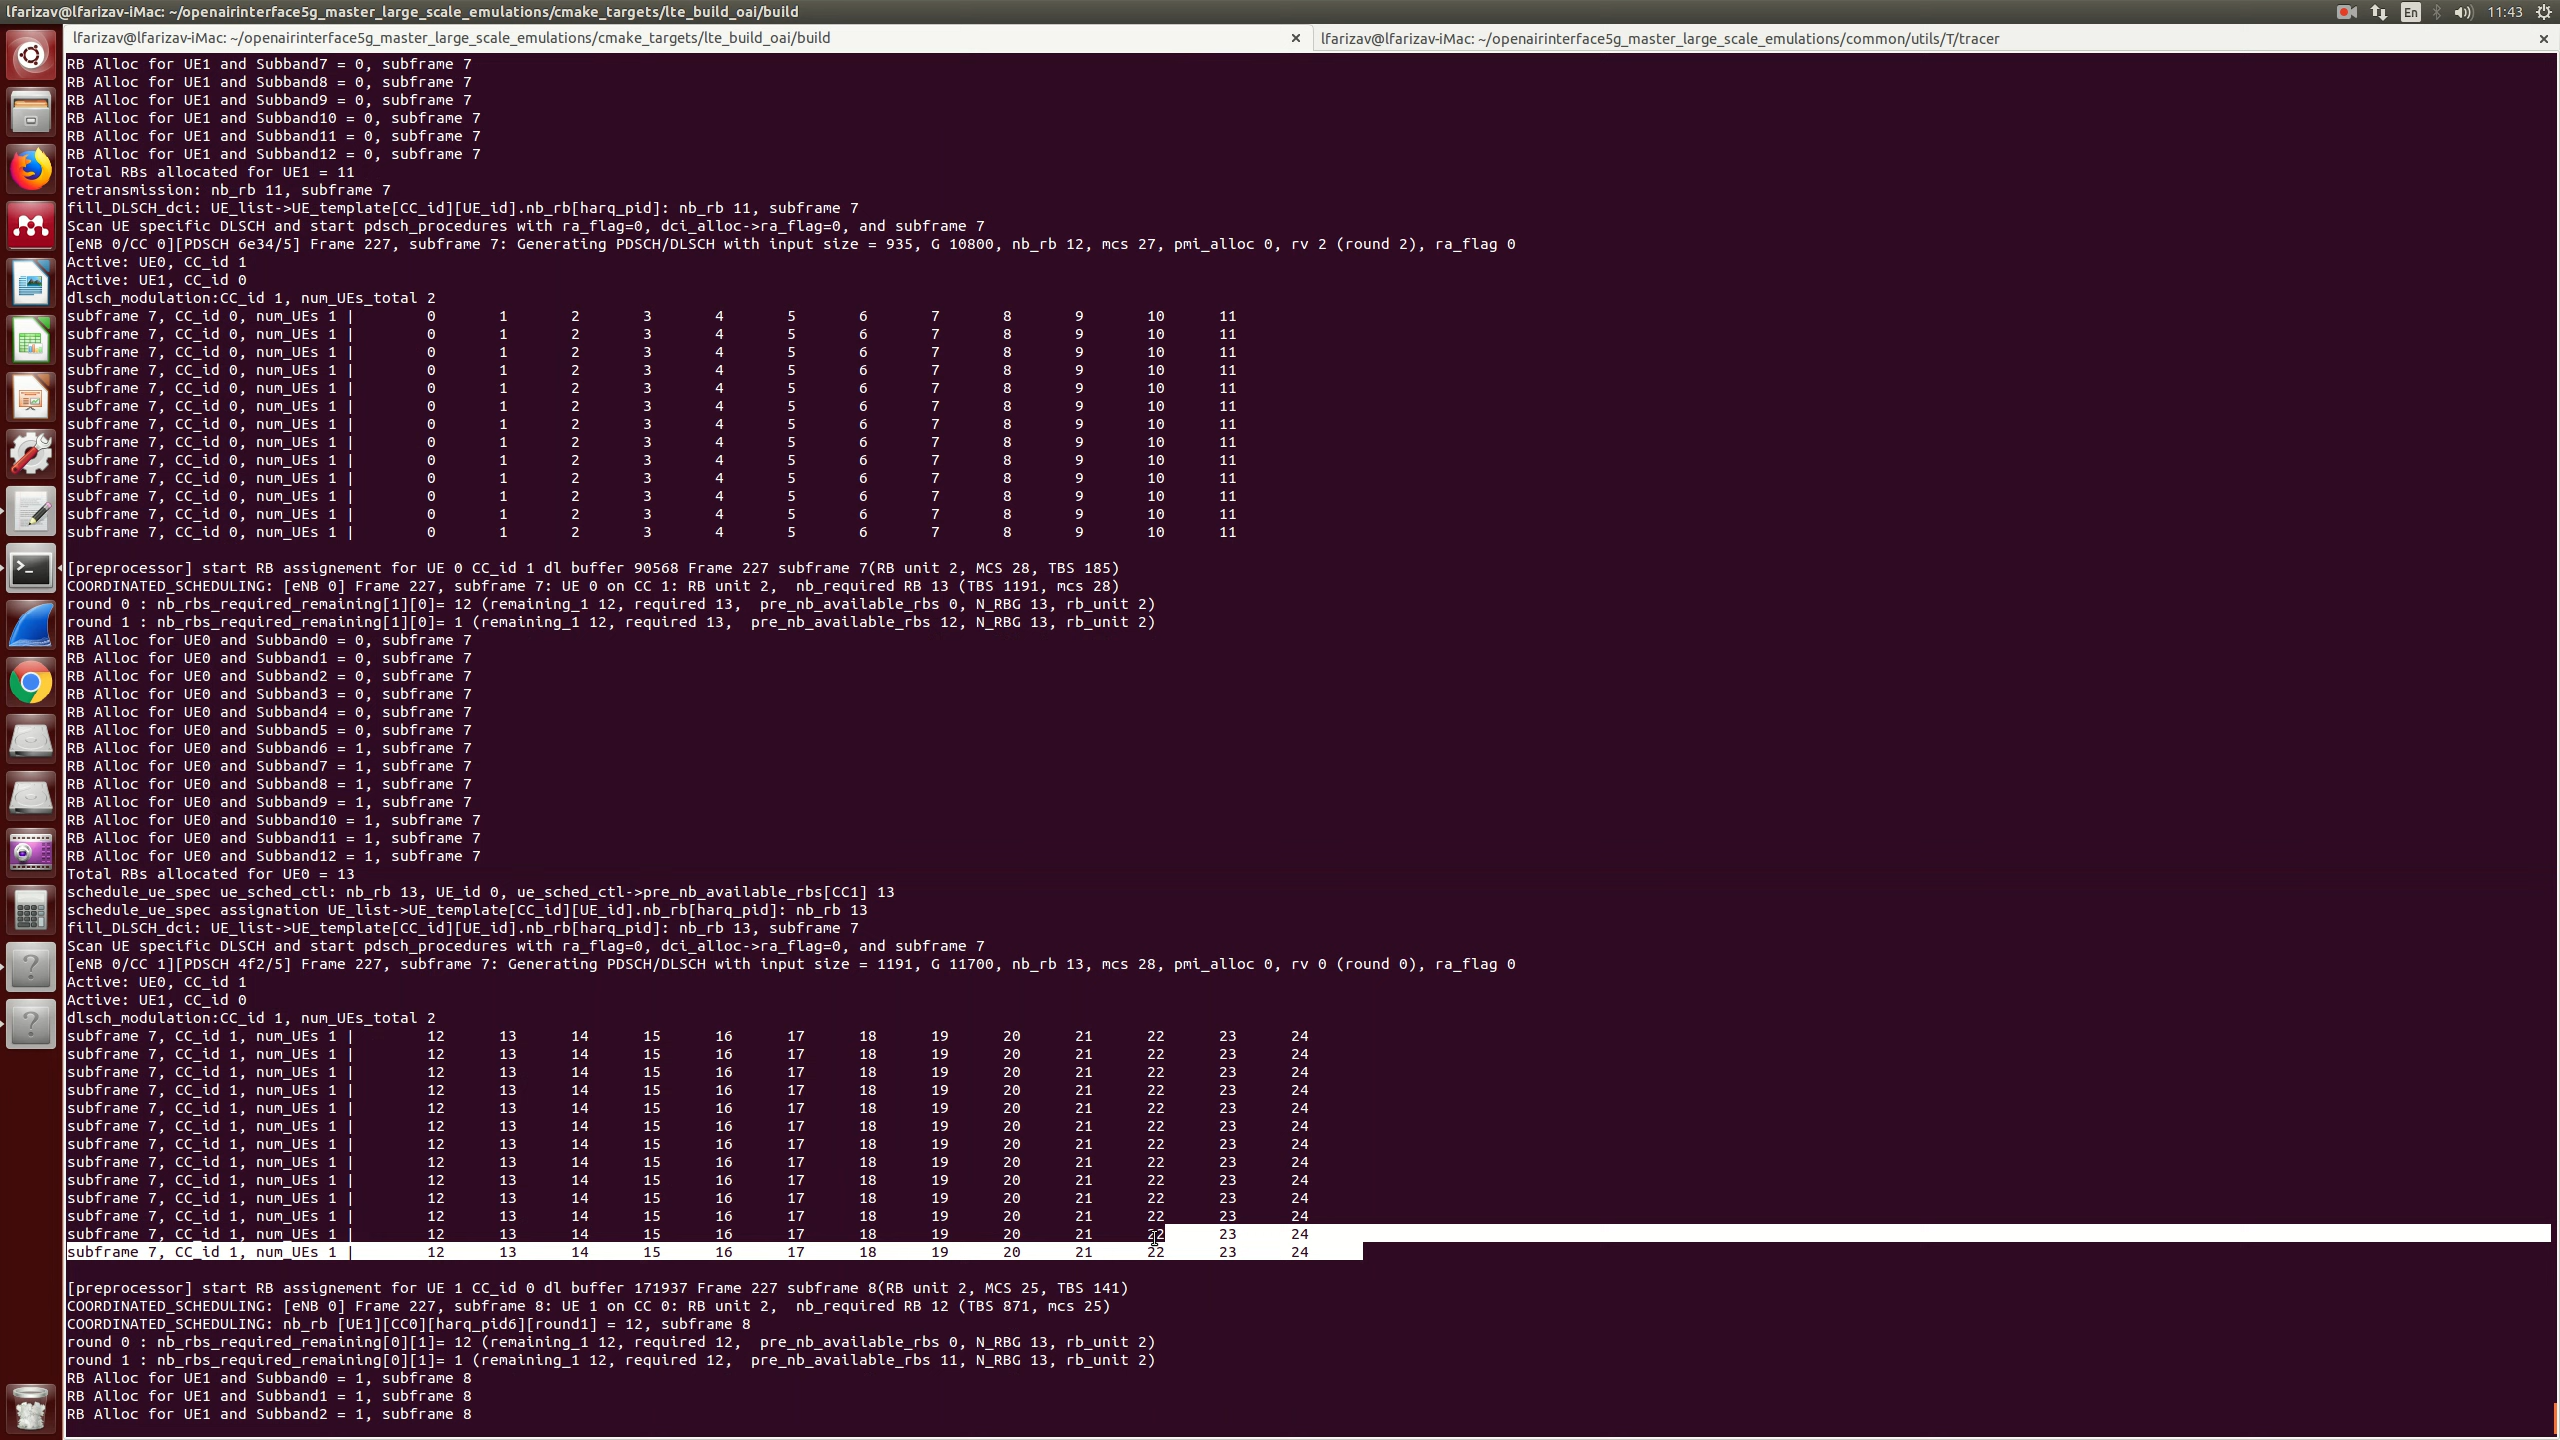 lfarizav@lfarizav-iMac: ~/openairinterface5g_master_large_scale_emulations/cmake_targets/lte_build_oai/build
En
11:43
lfarizav@lfarizav-iMac: ~/openairinterface5g_master_large_scale_emulations/cmake_targets/lte_build_oai/build
lfarizav@lfarizav-iMac: ~/openairinterface5g_master_large_scale_emulations/common/utils/T/tracer
RB Alloc for UE1 and Subband7 = 0, subframe 7
RB Alloc for UE1 and Subband8 = 0, subframe 7
RB Alloc for UE1 and Subband9 = 0, subframe 7
RB Alloc for UE1 and Subband10 = 0, subframe 7
RB Alloc for UE1 and Subband11 = 0, subframe 7
RB Alloc for UE1 and Subband12 = 0, subframe 7
Total RBs allocated for UE1 = 11
retransmission: nb_rb 11, subframe 7
fill_DLSCH_dci: UE_list->UE_template[CC_id][UE_id].nb_rb[harq_pid]: nb_rb 11, subframe 7
Scan UE specific DLSCH and start pdsch_procedures with ra_flag=0, dci_alloc->ra_flag=0, and subframe 7
[eNB 0/CC 0][PDSCH 6e34/5] Frame 227, subframe 7: Generating PDSCH/DLSCH with input size = 935, G 10800, nb_rb 12, mcs 27, pmi_alloc 0, rv 2 (round 2), ra_flag 0
Active: UE0, CC_id 1
Active: UE1, CC_id 0
dlsch_modulation:CC_id 1, num_UEs_total 2
subframe 7, CC_id 0, num_UEs 1 | 0 1 2 3 4 5 6 7 8 9 10 11
subframe 7, CC_id 0, num_UEs 1 | 0 1 2 3 4 5 6 7 8 9 10 11
subframe 7, CC_id 0, num_UEs 1 | 0 1 2 3 4 5 6 7 8 9 10 11
subframe 7, CC_id 0, num_UEs 1 | 0 1 2 3 4 5 6 7 8 9 10 11
subframe 7, CC_id 0, num_UEs 1 | 0 1 2 3 4 5 6 7 8 9 10 11
subframe 7, CC_id 0, num_UEs 1 | 0 1 2 3 4 5 6 7 8 9 10 11
subframe 7, CC_id 0, num_UEs 1 | 0 1 2 3 4 5 6 7 8 9 10 11
subframe 7, CC_id 0, num_UEs 1 | 0 1 2 3 4 5 6 7 8 9 10 11
subframe 7, CC_id 0, num_UEs 1 | 0 1 2 3 4 5 6 7 8 9 10 11
subframe 7, CC_id 0, num_UEs 1 | 0 1 2 3 4 5 6 7 8 9 10 11
subframe 7, CC_id 0, num_UEs 1 | 0 1 2 3 4 5 6 7 8 9 10 11
subframe 7, CC_id 0, num_UEs 1 | 0 1 2 3 4 5 6 7 8 9 10 11
subframe 7, CC_id 0, num_UEs 1 | 0 1 2 3 4 5 6 7 8 9 10 11
[preprocessor] start RB assignement for UE 0 CC_id 1 dl buffer 90568 Frame 227 subframe 7(RB unit 2, MCS 28, TBS 185)
COORDINATED_SCHEDULING: [eNB 0] Frame 227, subframe 7: UE 0 on CC 1: RB unit 2,  nb_required RB 13 (TBS 1191, mcs 28)
round 0 : nb_rbs_required_remaining[1][0]= 12 (remaining_1 12, required 13,  pre_nb_available_rbs 0, N_RBG 13, rb_unit 2)
round 1 : nb_rbs_required_remaining[1][0]= 1 (remaining_1 12, required 13,  pre_nb_available_rbs 12, N_RBG 13, rb_unit 2)
RB Alloc for UE0 and Subband0 = 0, subframe 7
RB Alloc for UE0 and Subband1 = 0, subframe 7
RB Alloc for UE0 and Subband2 = 0, subframe 7
RB Alloc for UE0 and Subband3 = 0, subframe 7
RB Alloc for UE0 and Subband4 = 0, subframe 7
RB Alloc for UE0 and Subband5 = 0, subframe 7
RB Alloc for UE0 and Subband6 = 1, subframe 7
RB Alloc for UE0 and Subband7 = 1, subframe 7
RB Alloc for UE0 and Subband8 = 1, subframe 7
RB Alloc for UE0 and Subband9 = 1, subframe 7
RB Alloc for UE0 and Subband10 = 1, subframe 7
RB Alloc for UE0 and Subband11 = 1, subframe 7
RB Alloc for UE0 and Subband12 = 1, subframe 7
Total RBs allocated for UE0 = 13
schedule_ue_spec ue_sched_ctl: nb_rb 13, UE_id 0, ue_sched_ctl->pre_nb_available_rbs[CC1] 13
schedule_ue_spec assignation UE_list->UE_template[CC_id][UE_id].nb_rb[harq_pid]: nb_rb 13
fill_DLSCH_dci: UE_list->UE_template[CC_id][UE_id].nb_rb[harq_pid]: nb_rb 13, subframe 7
Scan UE specific DLSCH and start pdsch_procedures with ra_flag=0, dci_alloc->ra_flag=0, and subframe 7
[eNB 0/CC 1][PDSCH 4f2/5] Frame 227, subframe 7: Generating PDSCH/DLSCH with input size = 1191, G 11700, nb_rb 13, mcs 28, pmi_alloc 0, rv 0 (round 0), ra_flag 0
Active: UE0, CC_id 1
Active: UE1, CC_id 0
dlsch_modulation:CC_id 1, num_UEs_total 2
subframe 7, CC_id 1, num_UEs 1 | 12 13 14 15 16 17 18 19 20 21 22 23 24
subframe 7, CC_id 1, num_UEs 1 | 12 13 14 15 16 17 18 19 20 21 22 23 24
subframe 7, CC_id 1, num_UEs 1 | 12 13 14 15 16 17 18 19 20 21 22 23 24
subframe 7, CC_id 1, num_UEs 1 | 12 13 14 15 16 17 18 19 20 21 22 23 24
subframe 7, CC_id 1, num_UEs 1 | 12 13 14 15 16 17 18 19 20 21 22 23 24
subframe 7, CC_id 1, num_UEs 1 | 12 13 14 15 16 17 18 19 20 21 22 23 24
subframe 7, CC_id 1, num_UEs 1 | 12 13 14 15 16 17 18 19 20 21 22 23 24
subframe 7, CC_id 1, num_UEs 1 | 12 13 14 15 16 17 18 19 20 21 22 23 24
subframe 7, CC_id 1, num_UEs 1 | 12 13 14 15 16 17 18 19 20 21 22 23 24
subframe 7, CC_id 1, num_UEs 1 | 12 13 14 15 16 17 18 19 20 21 22 23 24
subframe 7, CC_id 1, num_UEs 1 | 12 13 14 15 16 17 18 19 20 21 22 23 24
subframe 7, CC_id 1, num_UEs 1 | 12 13 14 15 16 17 18 19 20 21 22 23 24
subframe 7, CC_id 1, num_UEs 1 | 12 13 14 15 16 17 18 19 20 21 22 23 24
[preprocessor] start RB assignement for UE 1 CC_id 0 dl buffer 171937 Frame 227 subframe 8(RB unit 2, MCS 25, TBS 141)
COORDINATED_SCHEDULING: [eNB 0] Frame 227, subframe 8: UE 1 on CC 0: RB unit 2,  nb_required RB 12 (TBS 871, mcs 25)
COORDINATED_SCHEDULING: nb_rb [UE1][CC0][harq_pid6][round1] = 12, subframe 8
round 0 : nb_rbs_required_remaining[0][1]= 12 (remaining_1 12, required 12,  pre_nb_available_rbs 0, N_RBG 13, rb_unit 2)
round 1 : nb_rbs_required_remaining[0][1]= 1 (remaining_1 12, required 12,  pre_nb_available_rbs 11, N_RBG 13, rb_unit 2)
RB Alloc for UE1 and Subband0 = 1, subframe 8
RB Alloc for UE1 and Subband1 = 1, subframe 8
RB Alloc for UE1 and Subband2 = 1, subframe 8